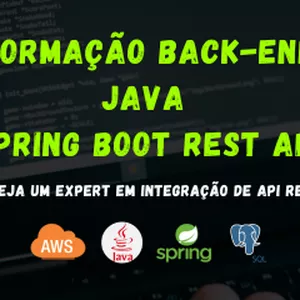 ORMAÇÃO BACK-EN
JAVA
PRING BOOT REST A
EJA UM EXPERT EM INTEGRAÇÃO DE API RE
AWS
Java
spring
SQL